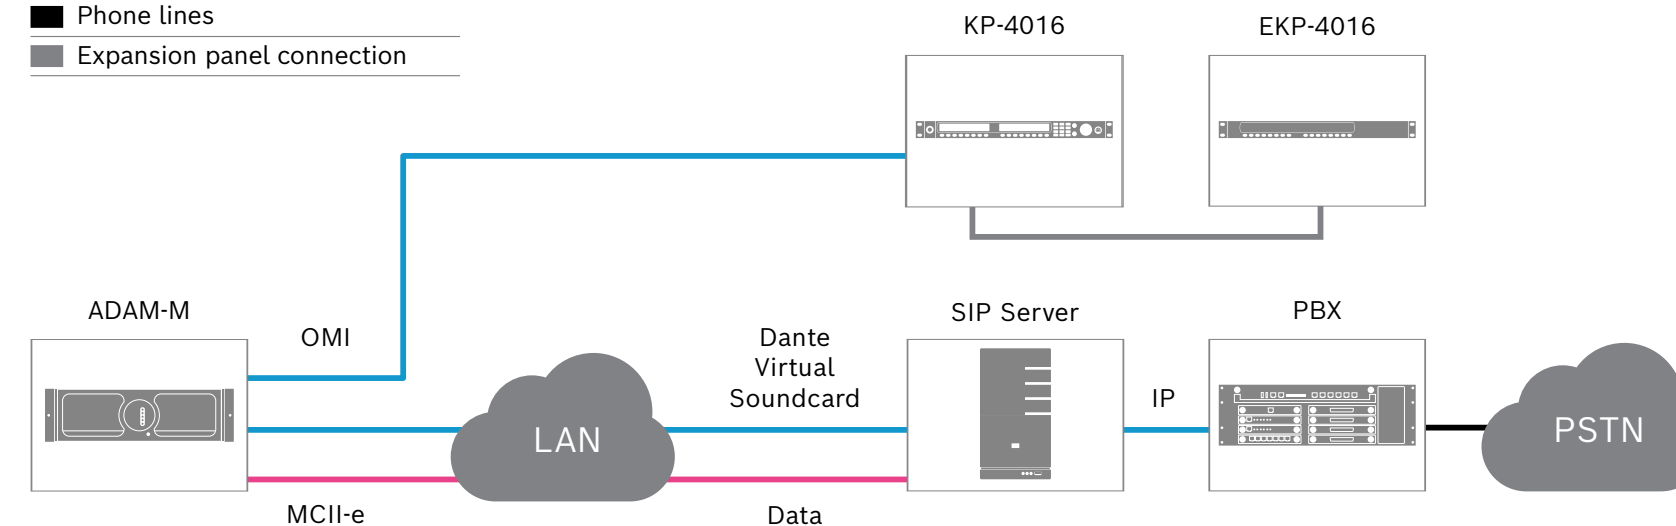 Phone lines
Expansion panel connection
KP-4016
EKP-4016
ADAM-M
OMI
Dante
Virtual
Soundcard
SIP Server
IP
PBX
LAN
PSTN
MCII-e
Data